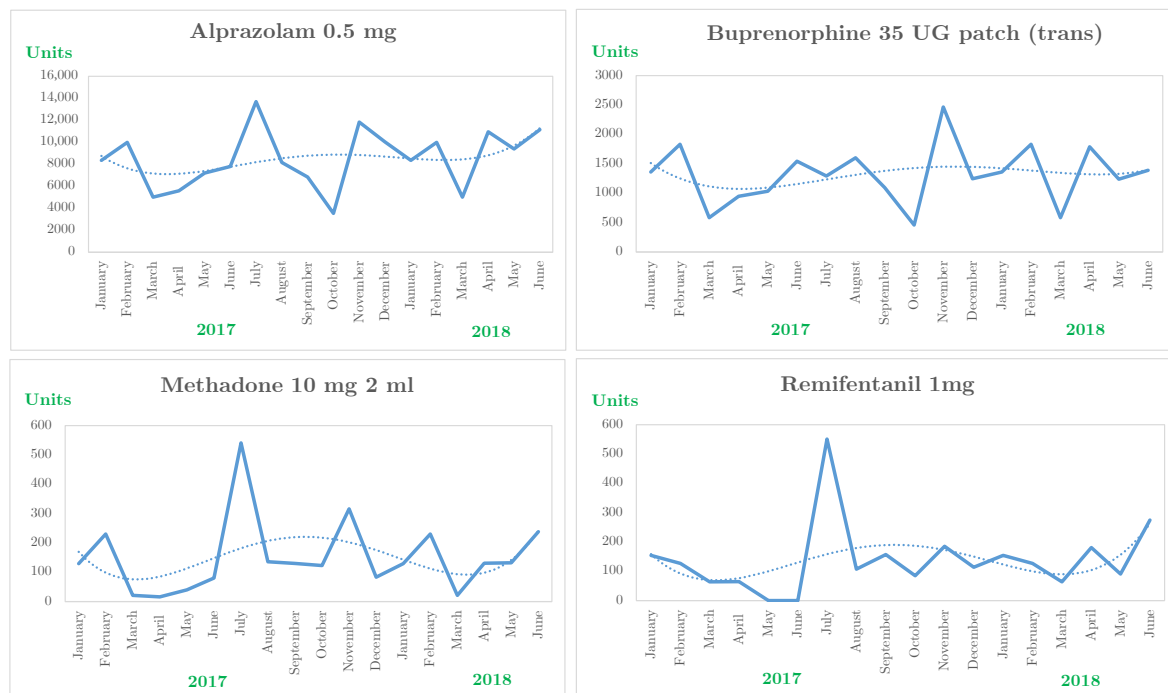 Alprazolam 0.5 mg
Units
16,000
14,000
12,000
10,000
8000
6000
4000
2000
0
January
February
March
April
May
June
July
August
September
October
November
December
January
February
March
April
May
June
2017
2018
Buprenorphine 35 UG patch (trans)
Units
3000
2500
2000
1500
1000
500
0
January
February
March
April
May
June
July
August
September
October
November
December
January
February
March
April
May
June
2017
2018
Methadone 10 mg 2 ml
Units
600
500
400
300
200
100
0
January
February
March
April
May
June
July
August
September
October
November
December
January
February
March
April
May
June
2017
2018
Remifentanil 1mg
Units
600
500
400
300
200
100
0
January
February
March
April
May
June
July
August
September
October
November
December
January
February
March
April
May
June
2017
2018